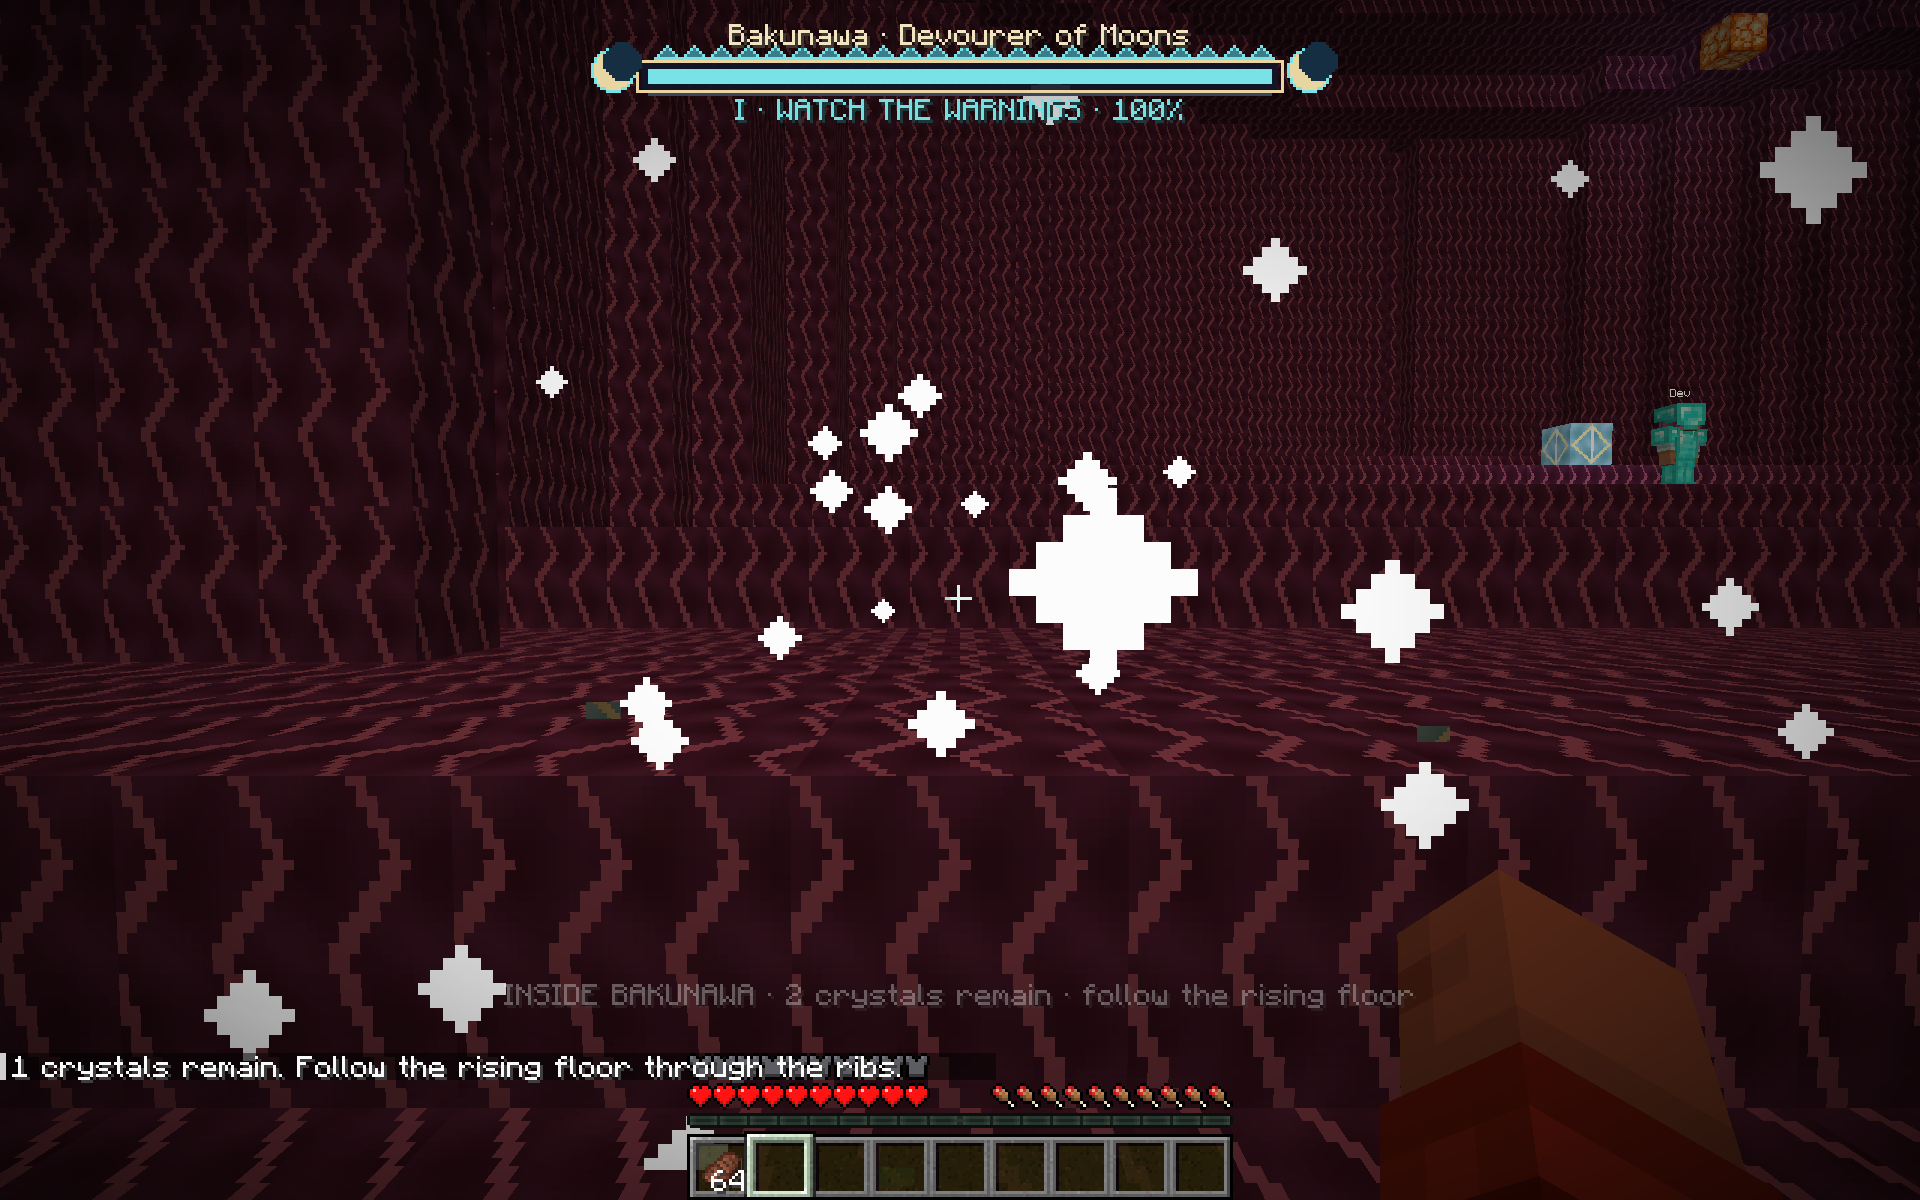 Bakunawa · Devourer of Moons
I · WATCH THE WARNINGS · 100%
Dev
INSIDE BAKUNAWA · 2 crystals remain · follow the rising floor
1 crystals remain. Follow the rising floor through the ribs.
64